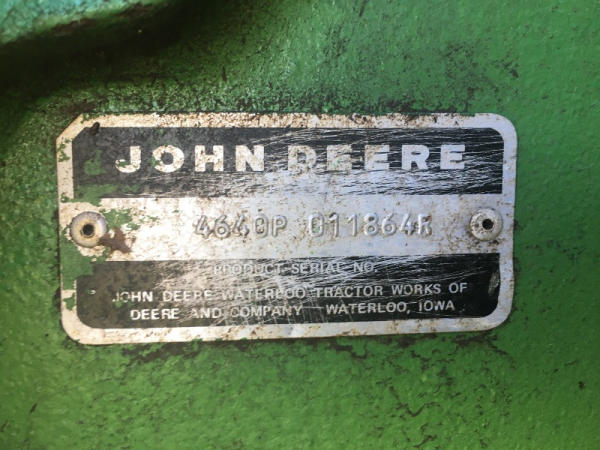 JOHN DEERE
4640P 011864R
PRODUCT SERIAL NO.
JOHN DEERE WATERLOO TRACTOR WORKS OF
DEERE AND COMPANY WATERLOO, IOWA